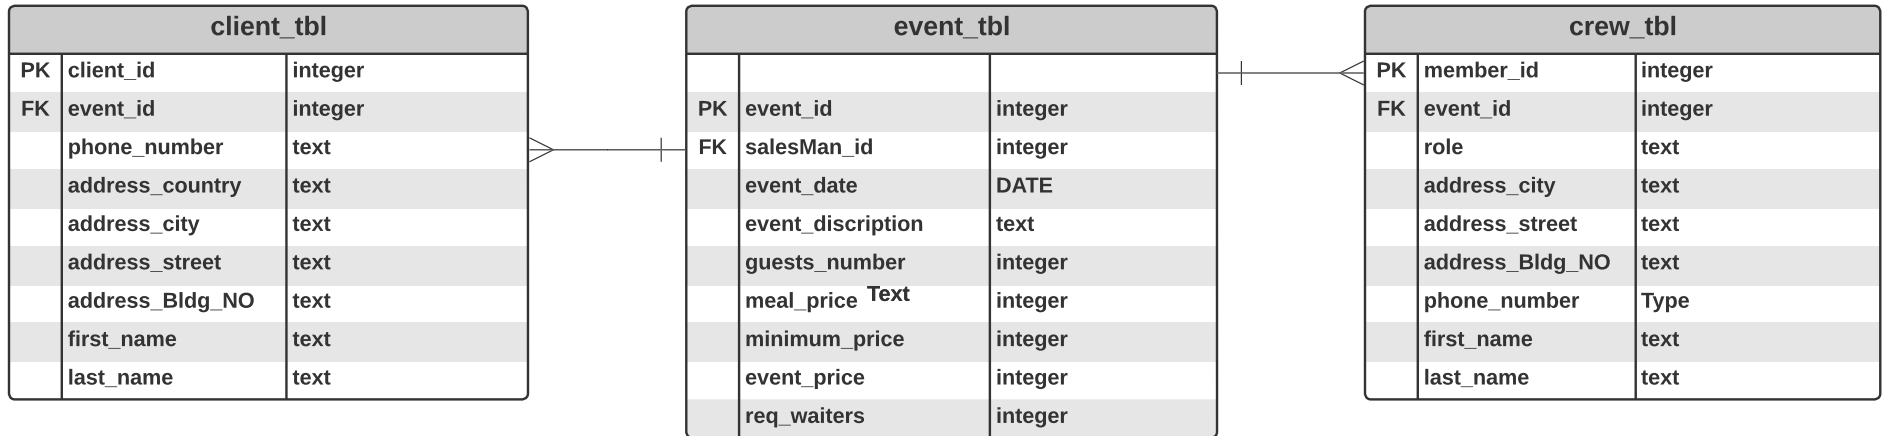 client_tbl
PK client_id integer
FK event_id integer
phone_number text
address_country text
address_city text
address_street text
address_Bldg_NO text
first_name text
last_name text
event_tbl
PK event_id integer
FK salesMan_id integer
event_date DATE
event_discription text
guests_number integer
meal_price Text integer
minimum_price integer
event_price integer
req_waiters integer
crew_tbl
PK member_id integer
FK event_id integer
role text
address_city text
address_street text
address_Bldg_NO text
phone_number Type
first_name text
last_name text